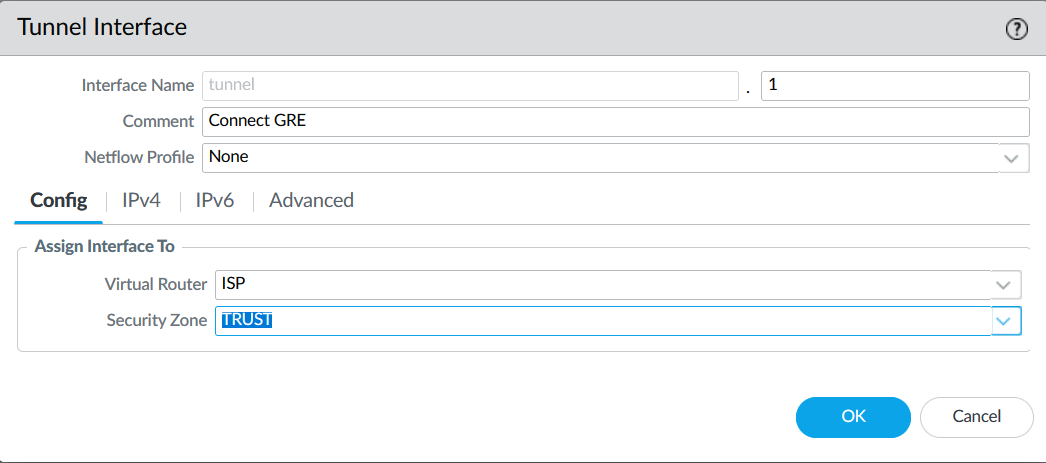 Tunnel Interface
Interface Name tunnel . 1
Comment Connect GRE
Netflow Profile None
Config IPv4 IPv6 Advanced
Assign Interface To
Virtual Router ISP
Security Zone TRUST
OK Cancel